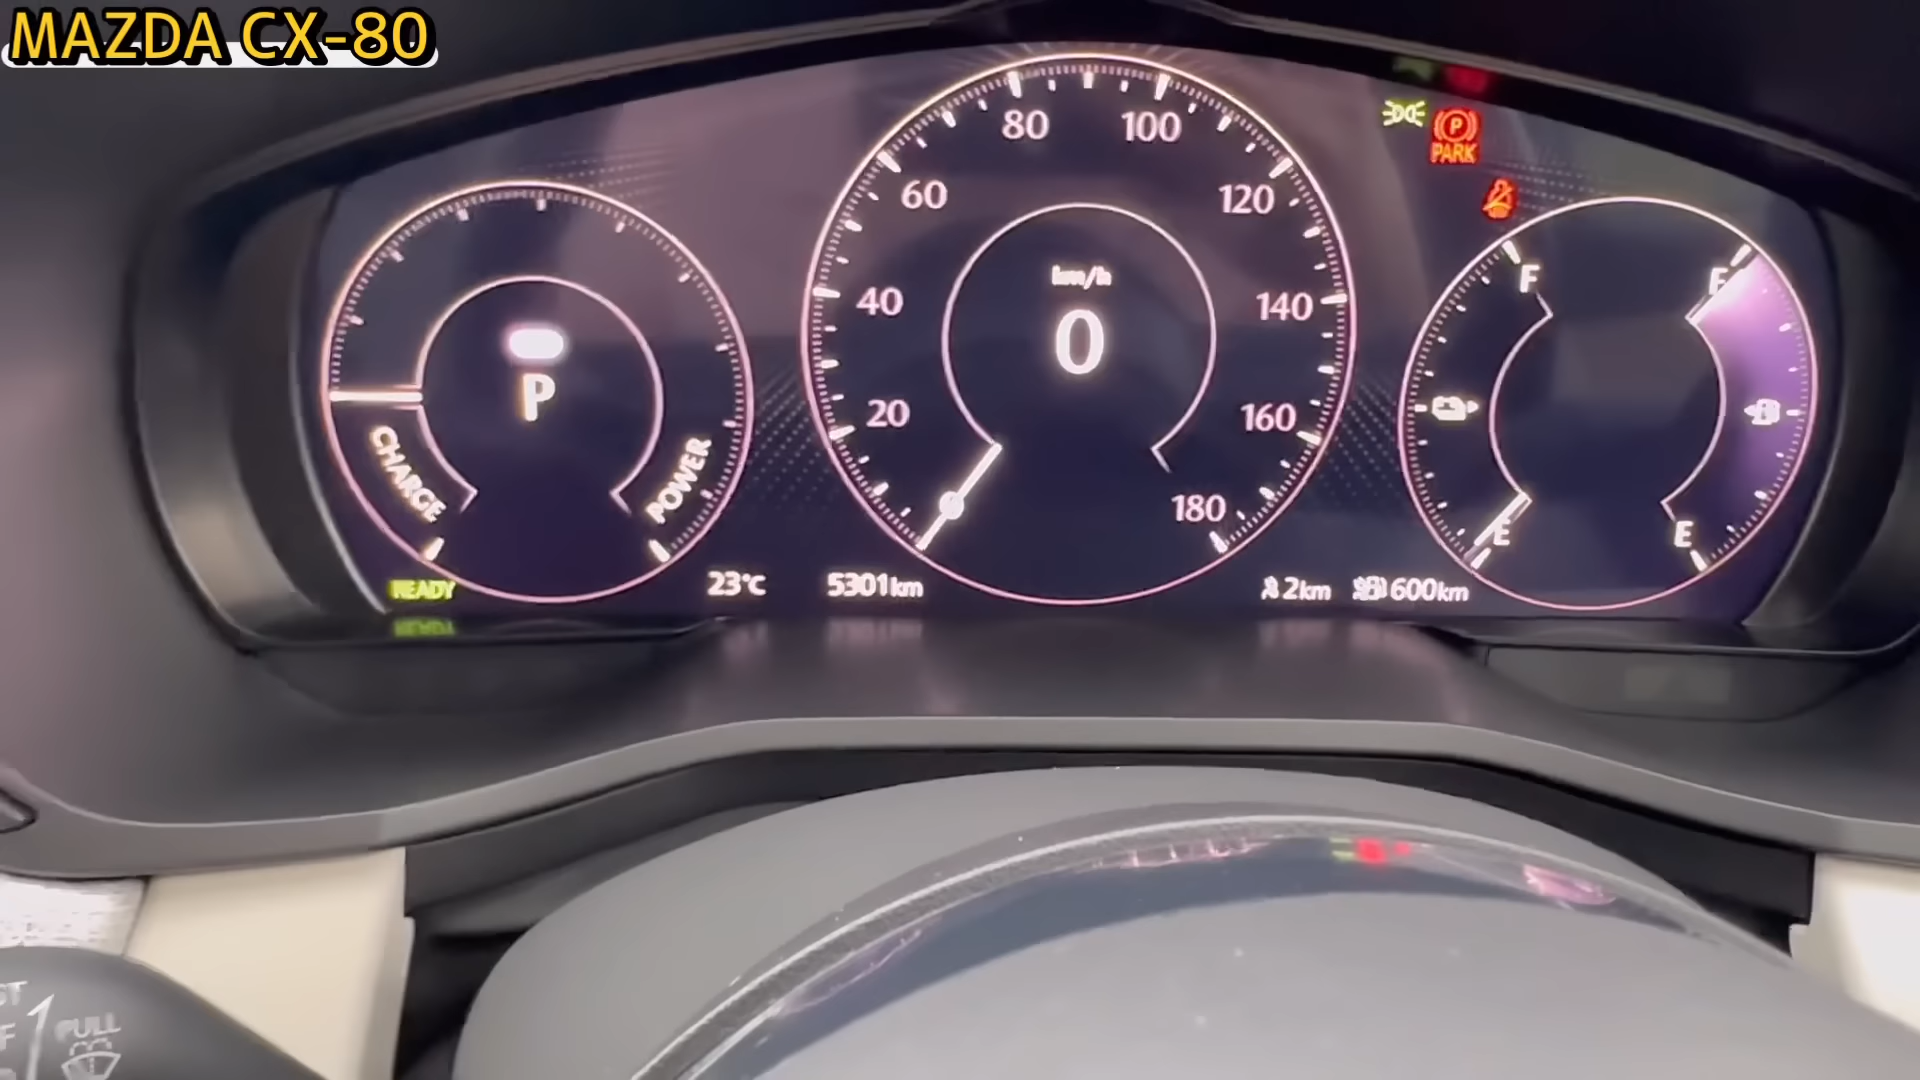 MAZDA CX-80
80 100
60 120
40 140
20 160
180
km/h
0
P
PARK
P
CHARGE
POWER
F F
E E
READY
23°C
5301km
2km
600km
PULL